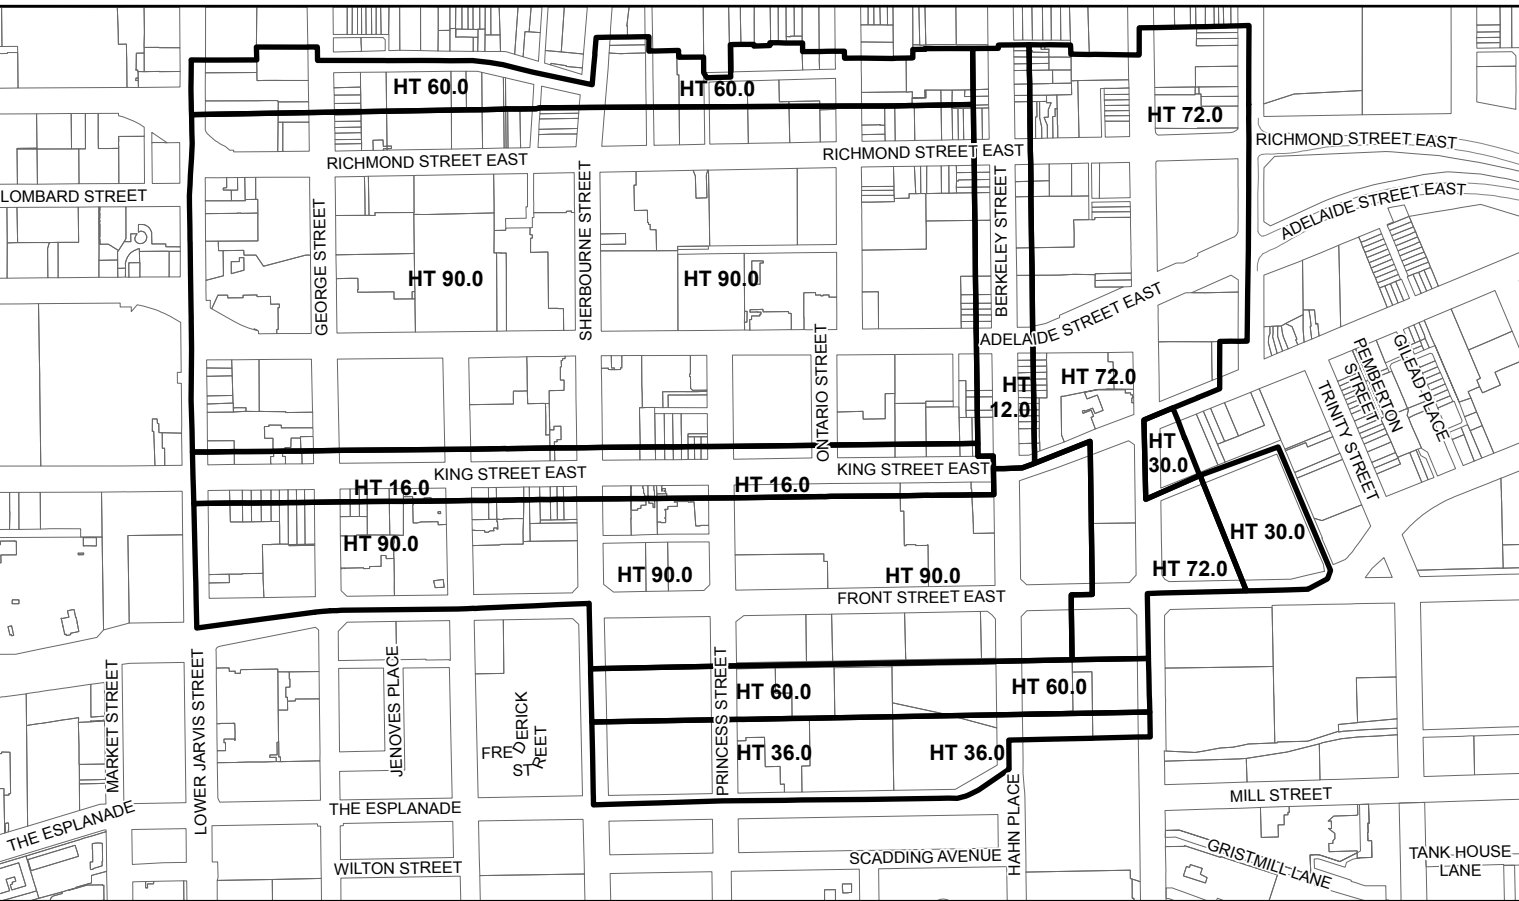 HT 60.0
HT 60.0
HT 72.0
RICHMOND STREET EAST
RICHMOND STREET EAST
RICHMOND STREET EAST
LOMBARD STREET
ADELAIDE STREET EAST
GEORGE STREET
SHERBOURNE STREET
BERKELEY STREET
HT 90.0
HT 90.0
ADELAIDE STREET EAST
ONTARIO STREET
HT
12.0
HT 72.0
PEMBERTON
STREET
GILEAD PLACE
TRINITY STREET
KING STREET EAST
KING STREET EAST
HT
30.0
HT 16.0
HT 16.0
HT 90.0
HT 90.0
HT 90.0
HT 30.0
HT 72.0
FRONT STREET EAST
MARKET STREET
LOWER JARVIS STREET
JENOVES PLACE
FREDERICK
STREET
PRINCESS STREET
HT 60.0
HT 60.0
HT 36.0
HT 36.0
HAHN PLACE
THE ESPLANADE
THE ESPLANADE
MILL STREET
WILTON STREET
SCADDING AVENUE
GRISTMILL LANE
TANK HOUSE
LANE